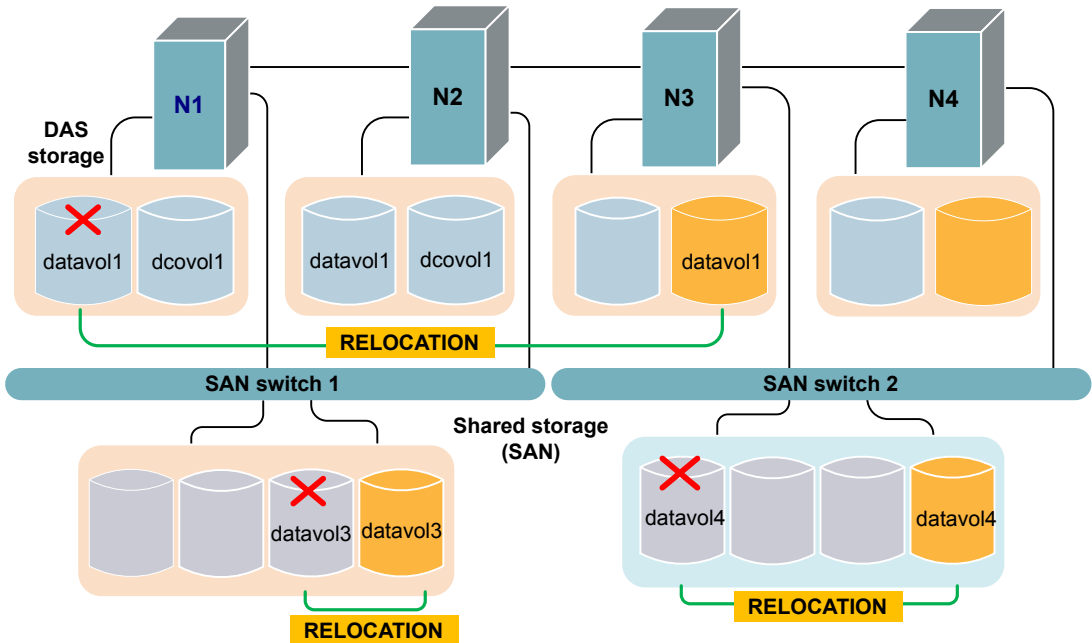 N1
N2
N3
N4
DAS
storage
datavol1
dcovol1
datavol1
dcovol1
datavol1
RELOCATION
SAN switch 1
SAN switch 2
Shared storage
(SAN)
datavol3
datavol3
datavol4
datavol4
RELOCATION
RELOCATION